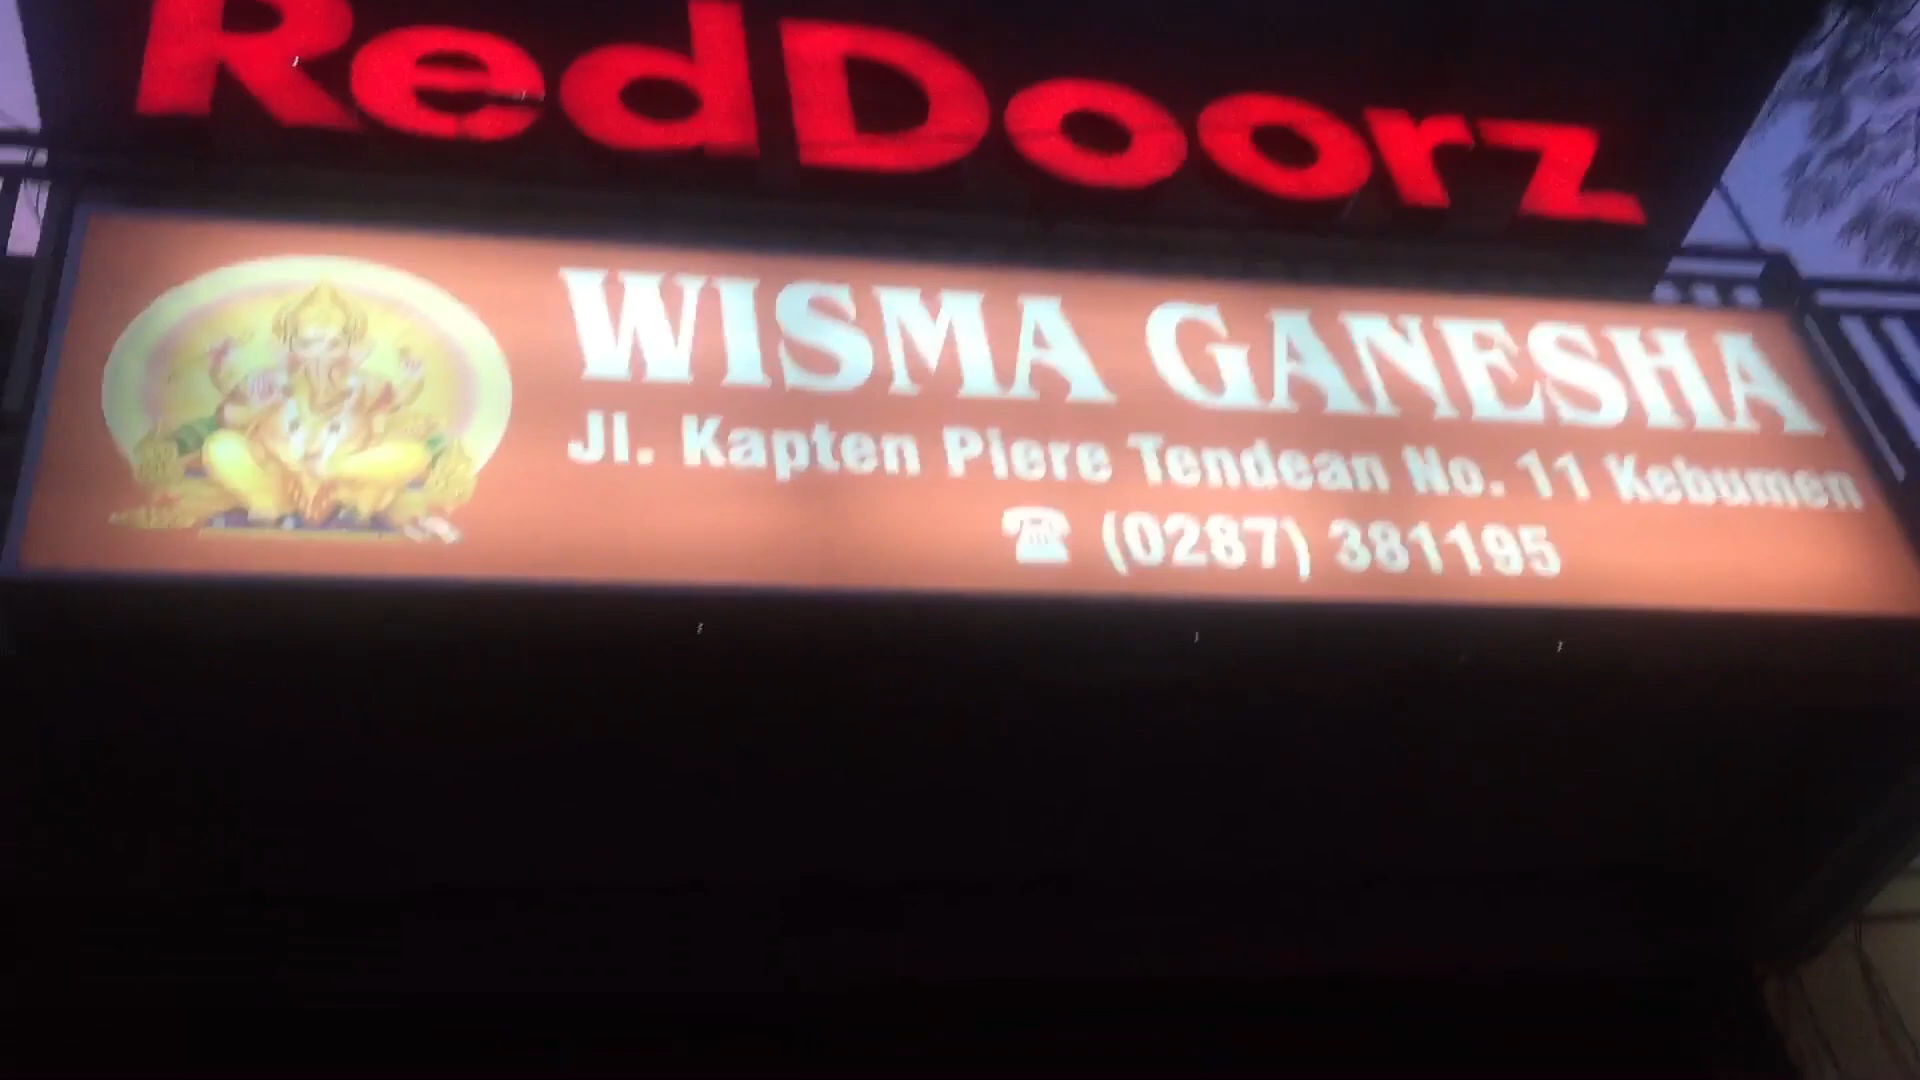 RedDoorz
WISMA GANESHA
Jl. Kapten Piere Tendean No. 11 Kebumen
☎ (0287) 381195